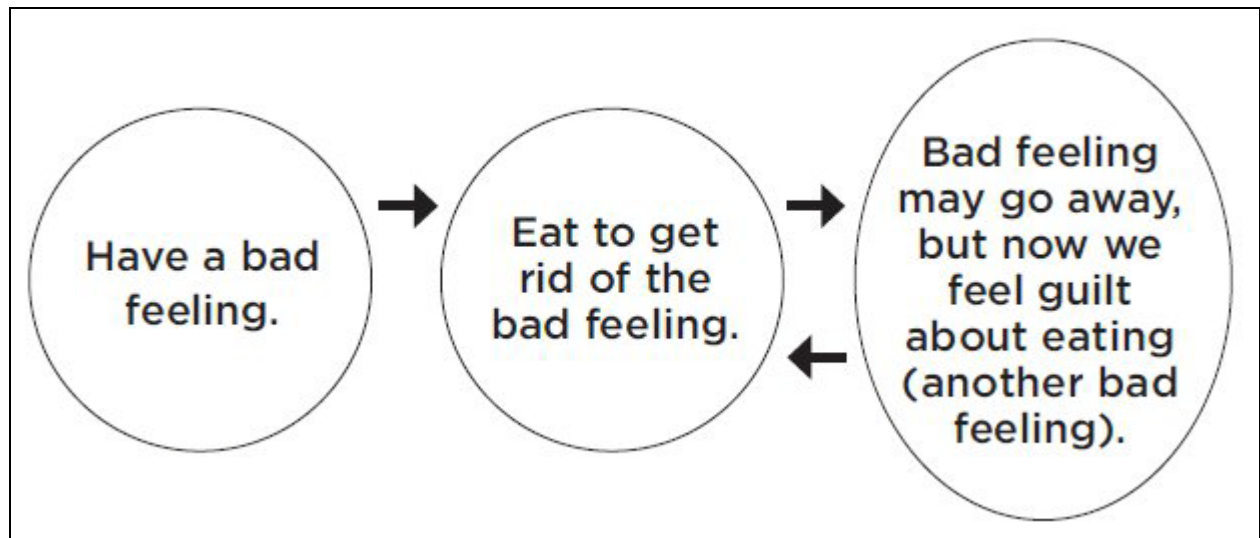 Have a bad
feeling.
Eat to get
rid of the
bad feeling.
Bad feeling
may go away,
but now we
feel guilt
about eating
(another bad
feeling).